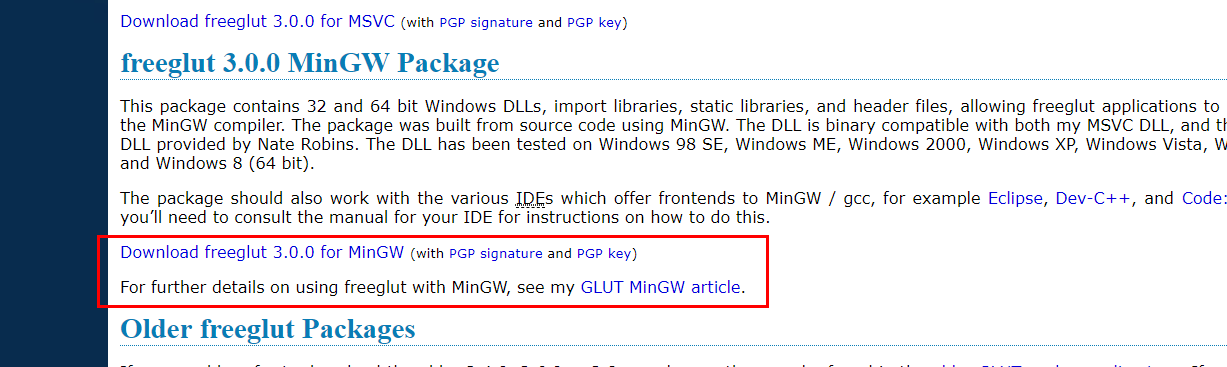 Download freeglut 3.0.0 for MSVC (with PGP signature and PGP key)
freeglut 3.0.0 MinGW Package
This package contains 32 and 64 bit Windows DLLs, import libraries, static libraries, and header files, allowing freeglut applications to
the MinGW compiler. The package was built from source code using MinGW. The DLL is binary compatible with both my MSVC DLL, and
DLL provided by Nate Robins. The DLL has been tested on Windows 98 SE, Windows ME, Windows 2000, Windows XP, Windows Vista,
and Windows 8 (64 bit).
The package should also work with the various IDEs which offer frontends to MinGW / gcc, for example Eclipse, Dev-C++, and Code:
you’ll need to consult the manual for your IDE for instructions on how to do this.
Download freeglut 3.0.0 for MinGW (with PGP signature and PGP key)
For further details on using freeglut with MinGW, see my GLUT MinGW article.
Older freeglut Packages